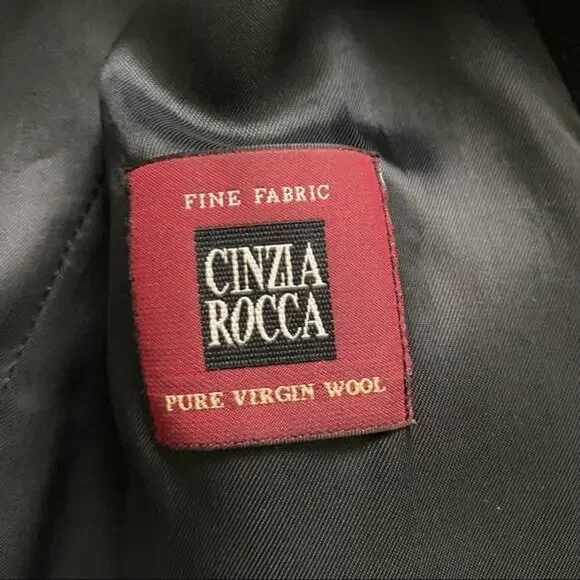 FINE FABRIC
CINZIA
ROCCA
PURE VIRGIN WOOL